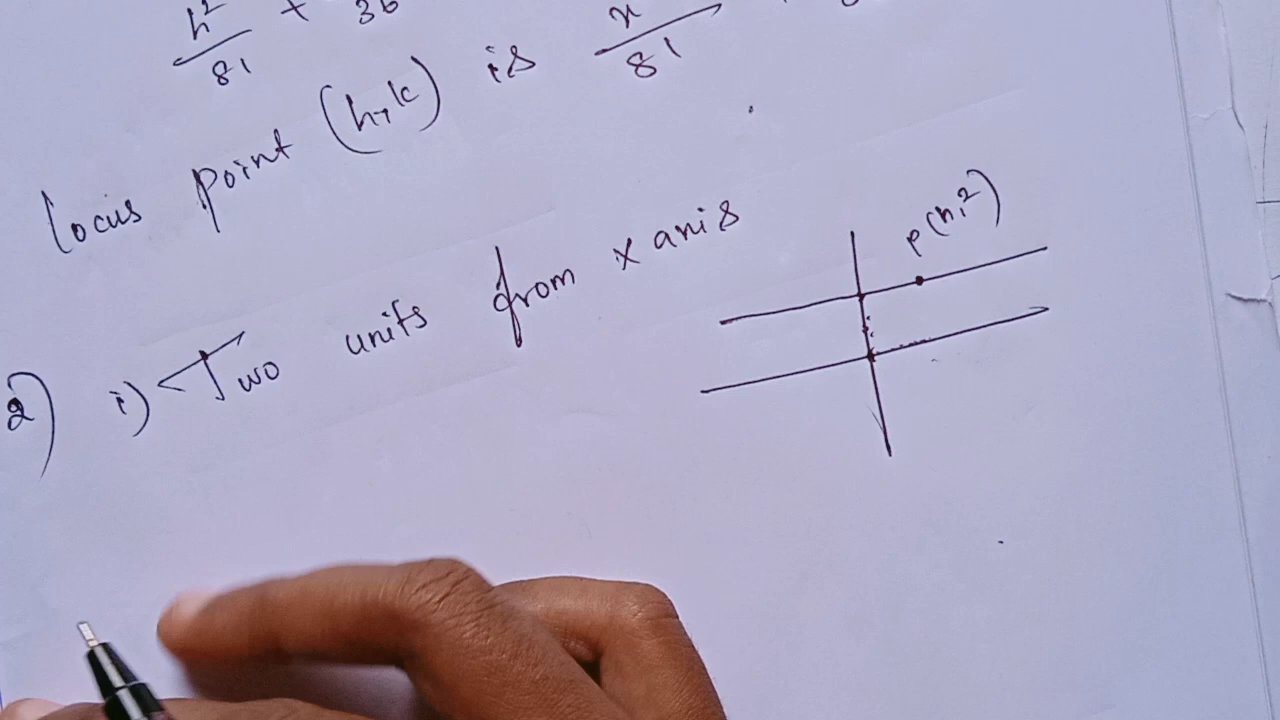 h²/81 + 36
locus point (h,k) is x/81
2) i) Two units from x axis
P(h,2)